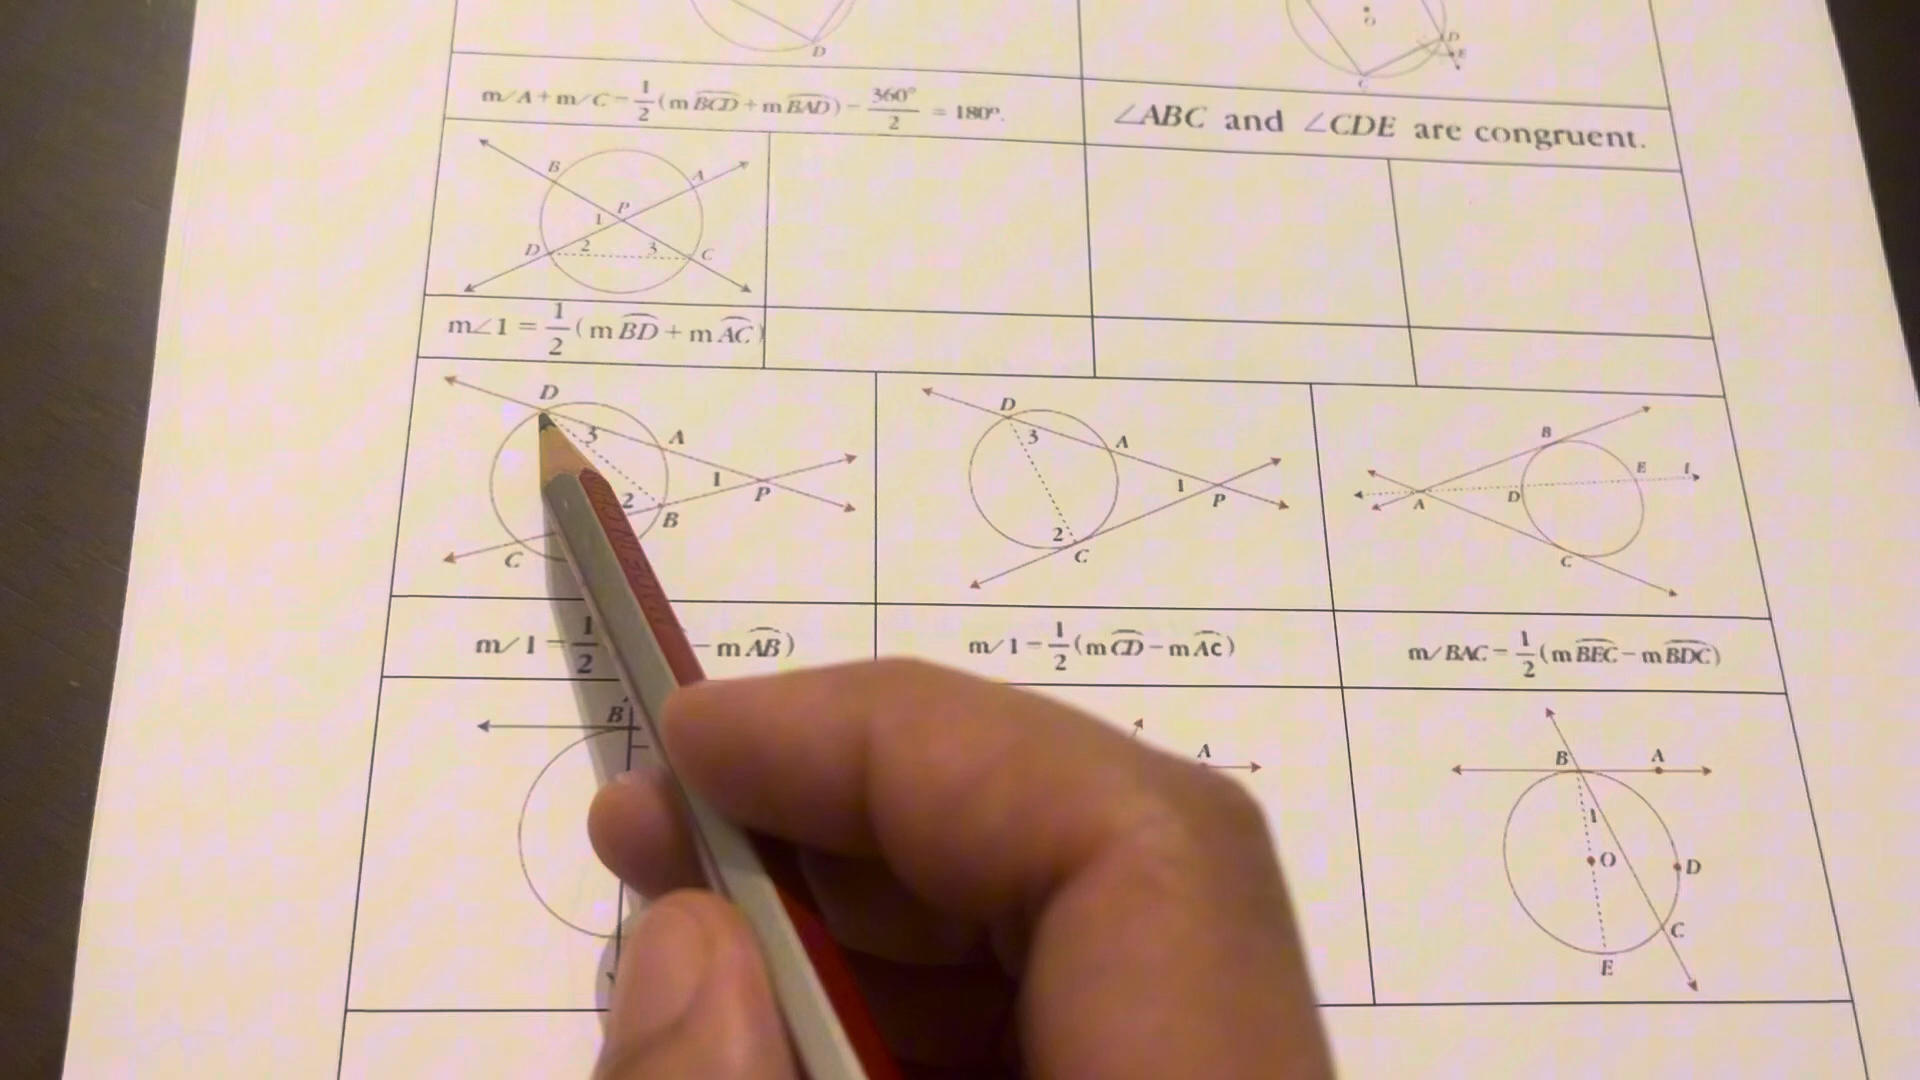 D
O
D
E
C
m∠A + m∠C = 1/2 (m BCD + m BAD) = 360°/2 = 180°.
∠ABC and ∠CDE are congruent.
B
A
P
1
D
2
3
C
m∠1 = 1/2 (m BD + m AC)
D
3
A
1
P
2
B
C
D
3
A
1
P
2
C
B
E
l
A
D
C
m∠1 = 1/2 - m AB)
m∠1 = 1/2 (m CD - m AC)
m∠BAC = 1/2 (m BEC - m BDC)
B
A
B
A
1
O
D
C
E